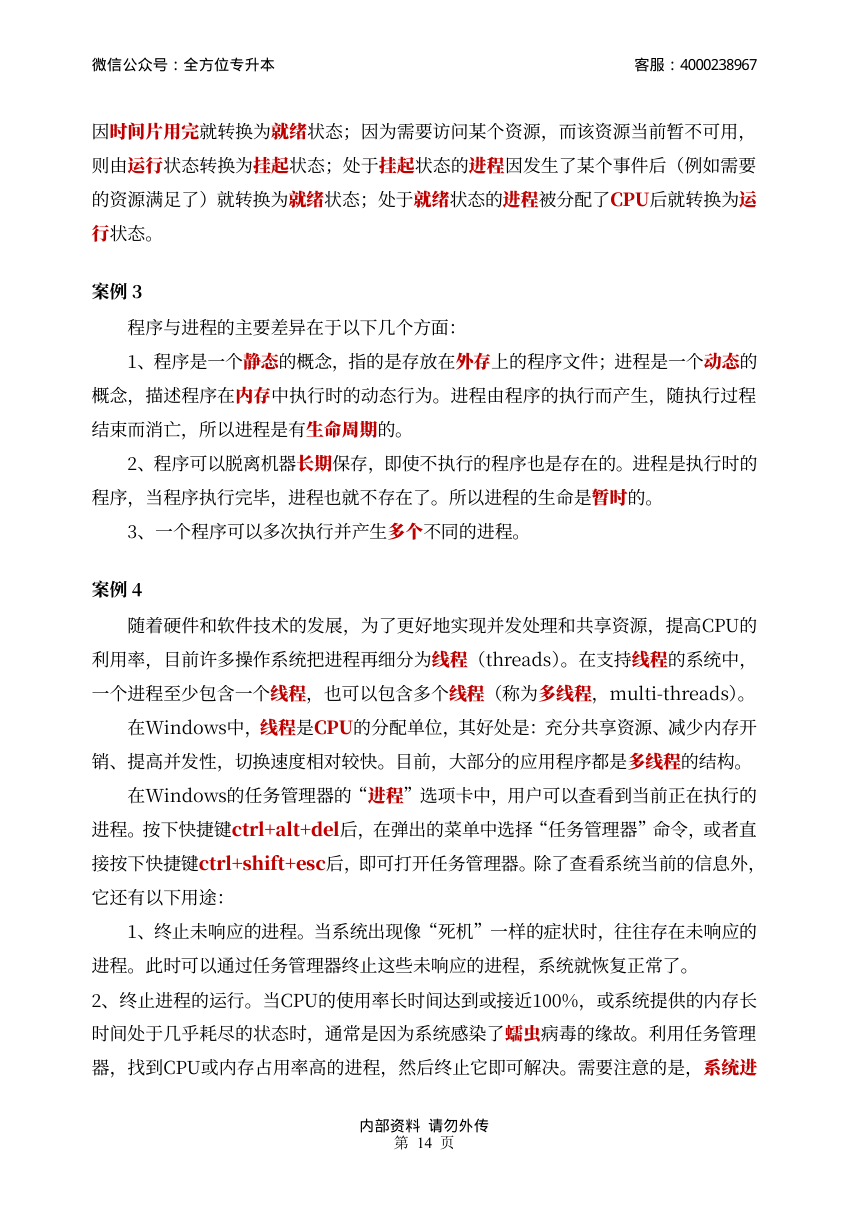 微信公众号：全方位专升本 客服：4000238967
因时间片用完就转换为就绪状态；因为需要访问某个资源，而该资源当前暂不可用，
则由运行状态转换为挂起状态；处于挂起状态的进程因发生了某个事件后（例如需要
的资源满足了）就转换为就绪状态；处于就绪状态的进程被分配了CPU后就转换为运
行状态。
案例 3
程序与进程的主要差异在于以下几个方面：
1、程序是一个静态的概念，指的是存放在外存上的程序文件；进程是一个动态的
概念，描述程序在内存中执行时的动态行为。进程由程序的执行而产生，随执行过程
结束而消亡，所以进程是有生命周期的。
2、程序可以脱离机器长期保存，即使不执行的程序也是存在的。进程是执行时的
程序，当程序执行完毕，进程也就不存在了。所以进程的生命是暂时的。
3、一个程序可以多次执行并产生多个不同的进程。
案例 4
随着硬件和软件技术的发展，为了更好地实现并发处理和共享资源，提高CPU的
利用率，目前许多操作系统把进程再细分为线程（threads）。在支持线程的系统中，
一个进程至少包含一个线程，也可以包含多个线程（称为多线程，multi-threads）。
在Windows中，线程是CPU的分配单位，其好处是：充分共享资源、减少内存开
销、提高并发性，切换速度相对较快。目前，大部分的应用程序都是多线程的结构。
在Windows的任务管理器的“进程”选项卡中，用户可以查看到当前正在执行的
进程。按下快捷键ctrl+alt+del后，在弹出的菜单中选择“任务管理器”命令，或者直
接按下快捷键ctrl+shift+esc后，即可打开任务管理器。除了查看系统当前的信息外，
它还有以下用途：
1、终止未响应的进程。当系统出现像“死机”一样的症状时，往往存在未响应的
进程。此时可以通过任务管理器终止这些未响应的进程，系统就恢复正常了。
2、终止进程的运行。当CPU的使用率长时间达到或接近100%，或系统提供的内存长
时间处于几乎耗尽的状态时，通常是因为系统感染了蠕虫病毒的缘故。利用任务管理
器，找到CPU或内存占用率高的进程，然后终止它即可解决。需要注意的是，系统进
内部资料 请勿外传
第 14 页